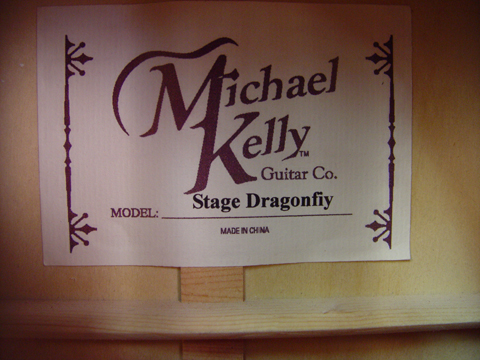 Michael
Kelly™
Guitar Co.
Stage Dragonfiy
MODEL:
MADE IN CHINA